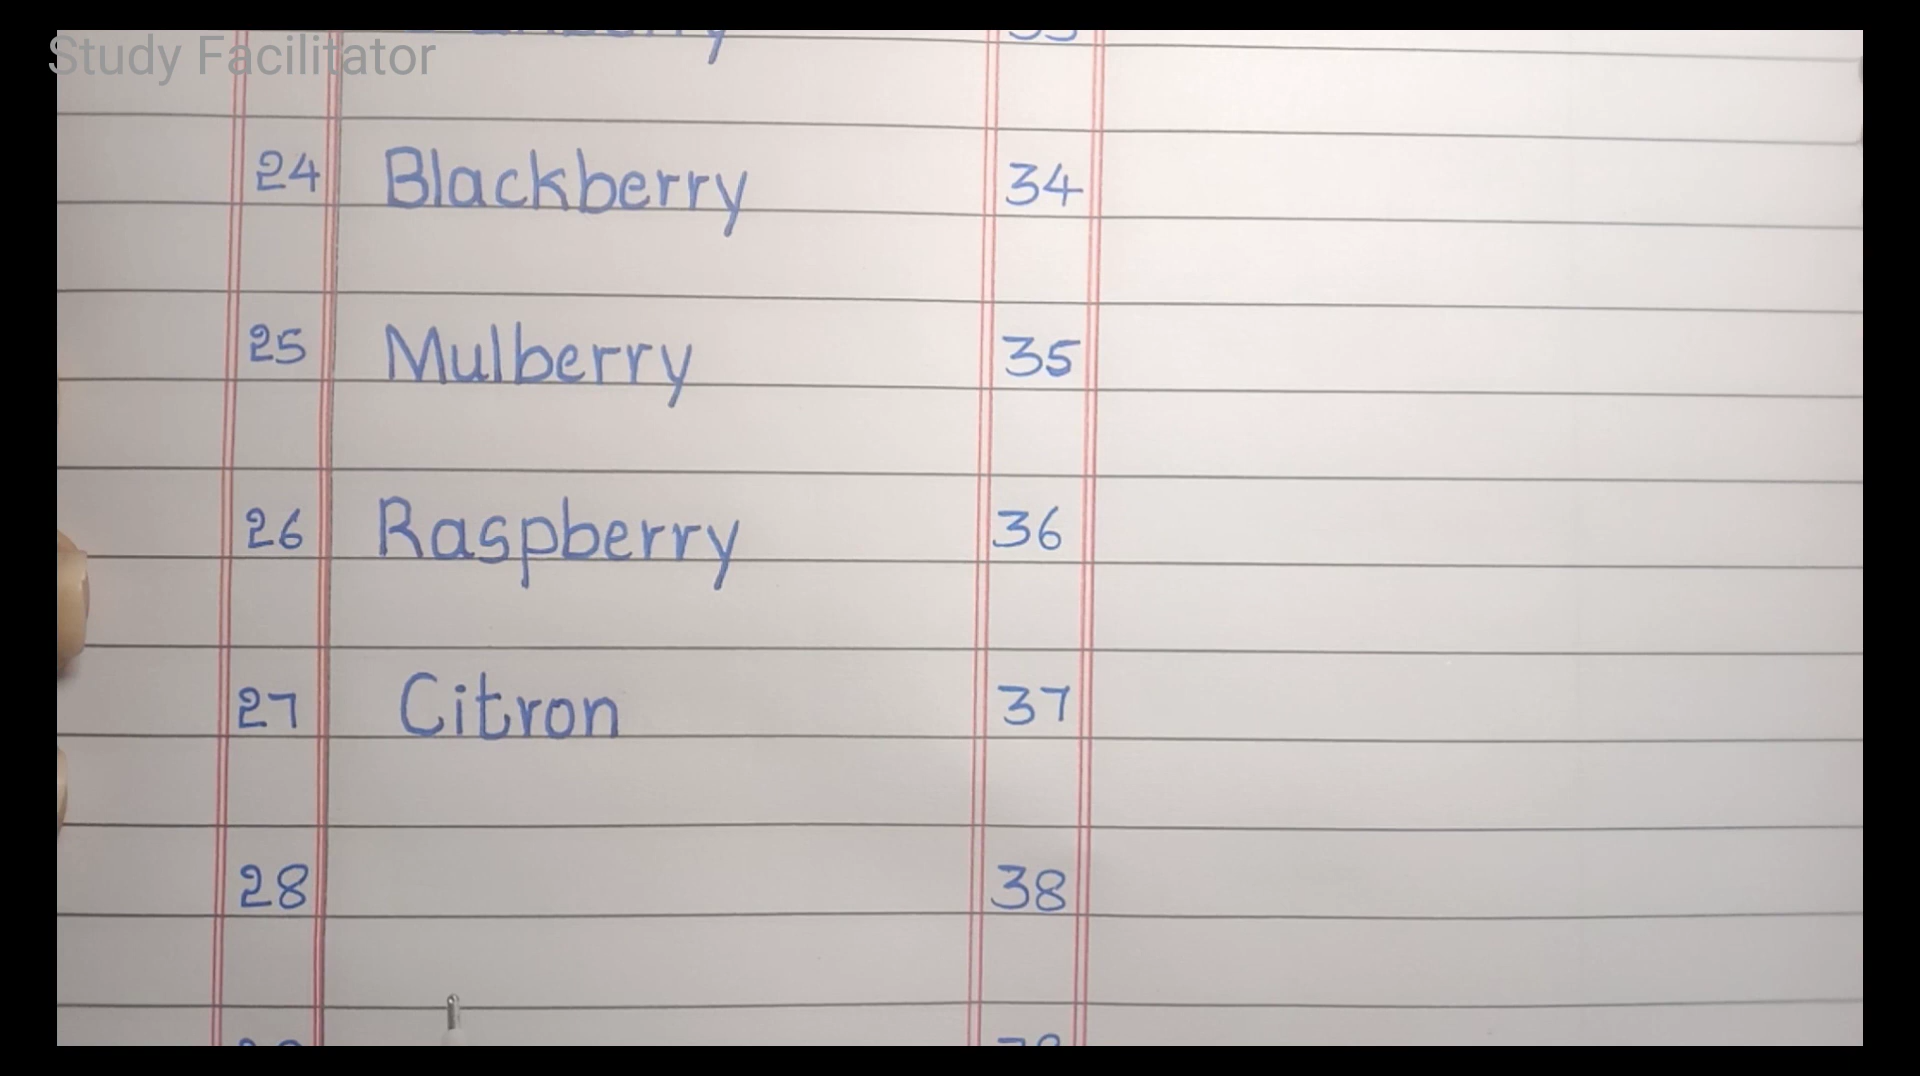 Study Facilitator
24 Blackberry 34
25 Mulberry 35
26 Raspberry 36
27 Citron 37
28 38